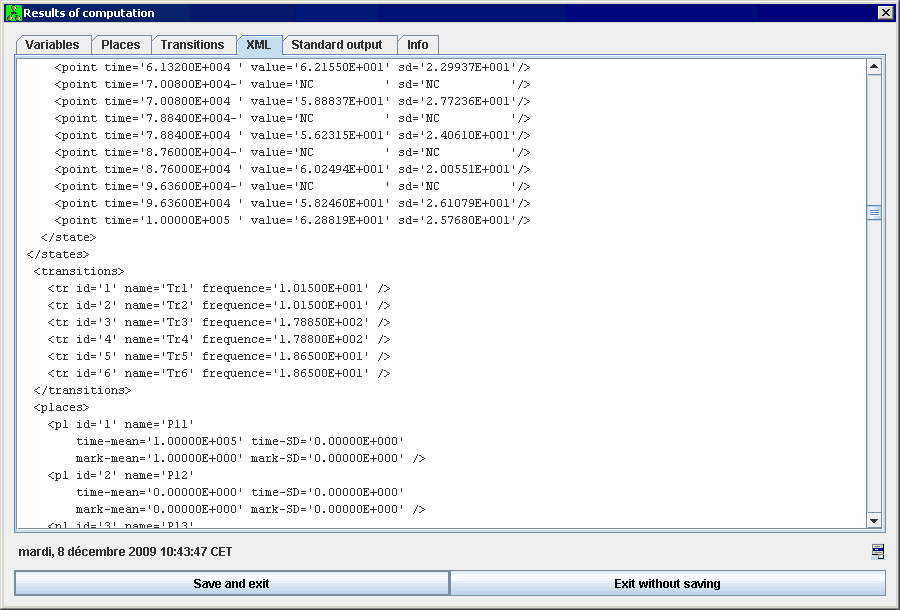 Results of computation
Variables Places Transitions XML Standard output Info
<point time='6.13200E+004 ' value='6.21550E+001' sd='2.29937E+001'/>
<point time='7.00800E+004-' value='NC          ' sd='NC          '/>
<point time='7.00800E+004 ' value='5.88837E+001' sd='2.77236E+001'/>
<point time='7.88400E+004-' value='NC          ' sd='NC          '/>
<point time='7.88400E+004 ' value='5.62315E+001' sd='2.40610E+001'/>
<point time='8.76000E+004-' value='NC          ' sd='NC          '/>
<point time='8.76000E+004 ' value='6.02494E+001' sd='2.00551E+001'/>
<point time='9.63600E+004-' value='NC          ' sd='NC          '/>
<point time='9.63600E+004 ' value='5.82460E+001' sd='2.61079E+001'/>
<point time='1.00000E+005 ' value='6.28819E+001' sd='2.57680E+001'/>
</state>
</states>
<transitions>
<tr id='1' name='Tr1' frequence='1.01500E+001' />
<tr id='2' name='Tr2' frequence='1.01500E+001' />
<tr id='3' name='Tr3' frequence='1.78850E+002' />
<tr id='4' name='Tr4' frequence='1.78800E+002' />
<tr id='5' name='Tr5' frequence='1.86500E+001' />
<tr id='6' name='Tr6' frequence='1.86500E+001' />
</transitions>
<places>
<pl id='1' name='Pl1'
time-mean='1.00000E+005' time-SD='0.00000E+000'
mark-mean='1.00000E+000' mark-SD='0.00000E+000' />
<pl id='2' name='Pl2'
time-mean='0.00000E+000' time-SD='0.00000E+000'
mark-mean='0.00000E+000' mark-SD='0.00000E+000' />
<pl id='3' name='Pl3'
mardi, 8 décembre 2009 10:43:47 CET
Save and exit Exit without saving